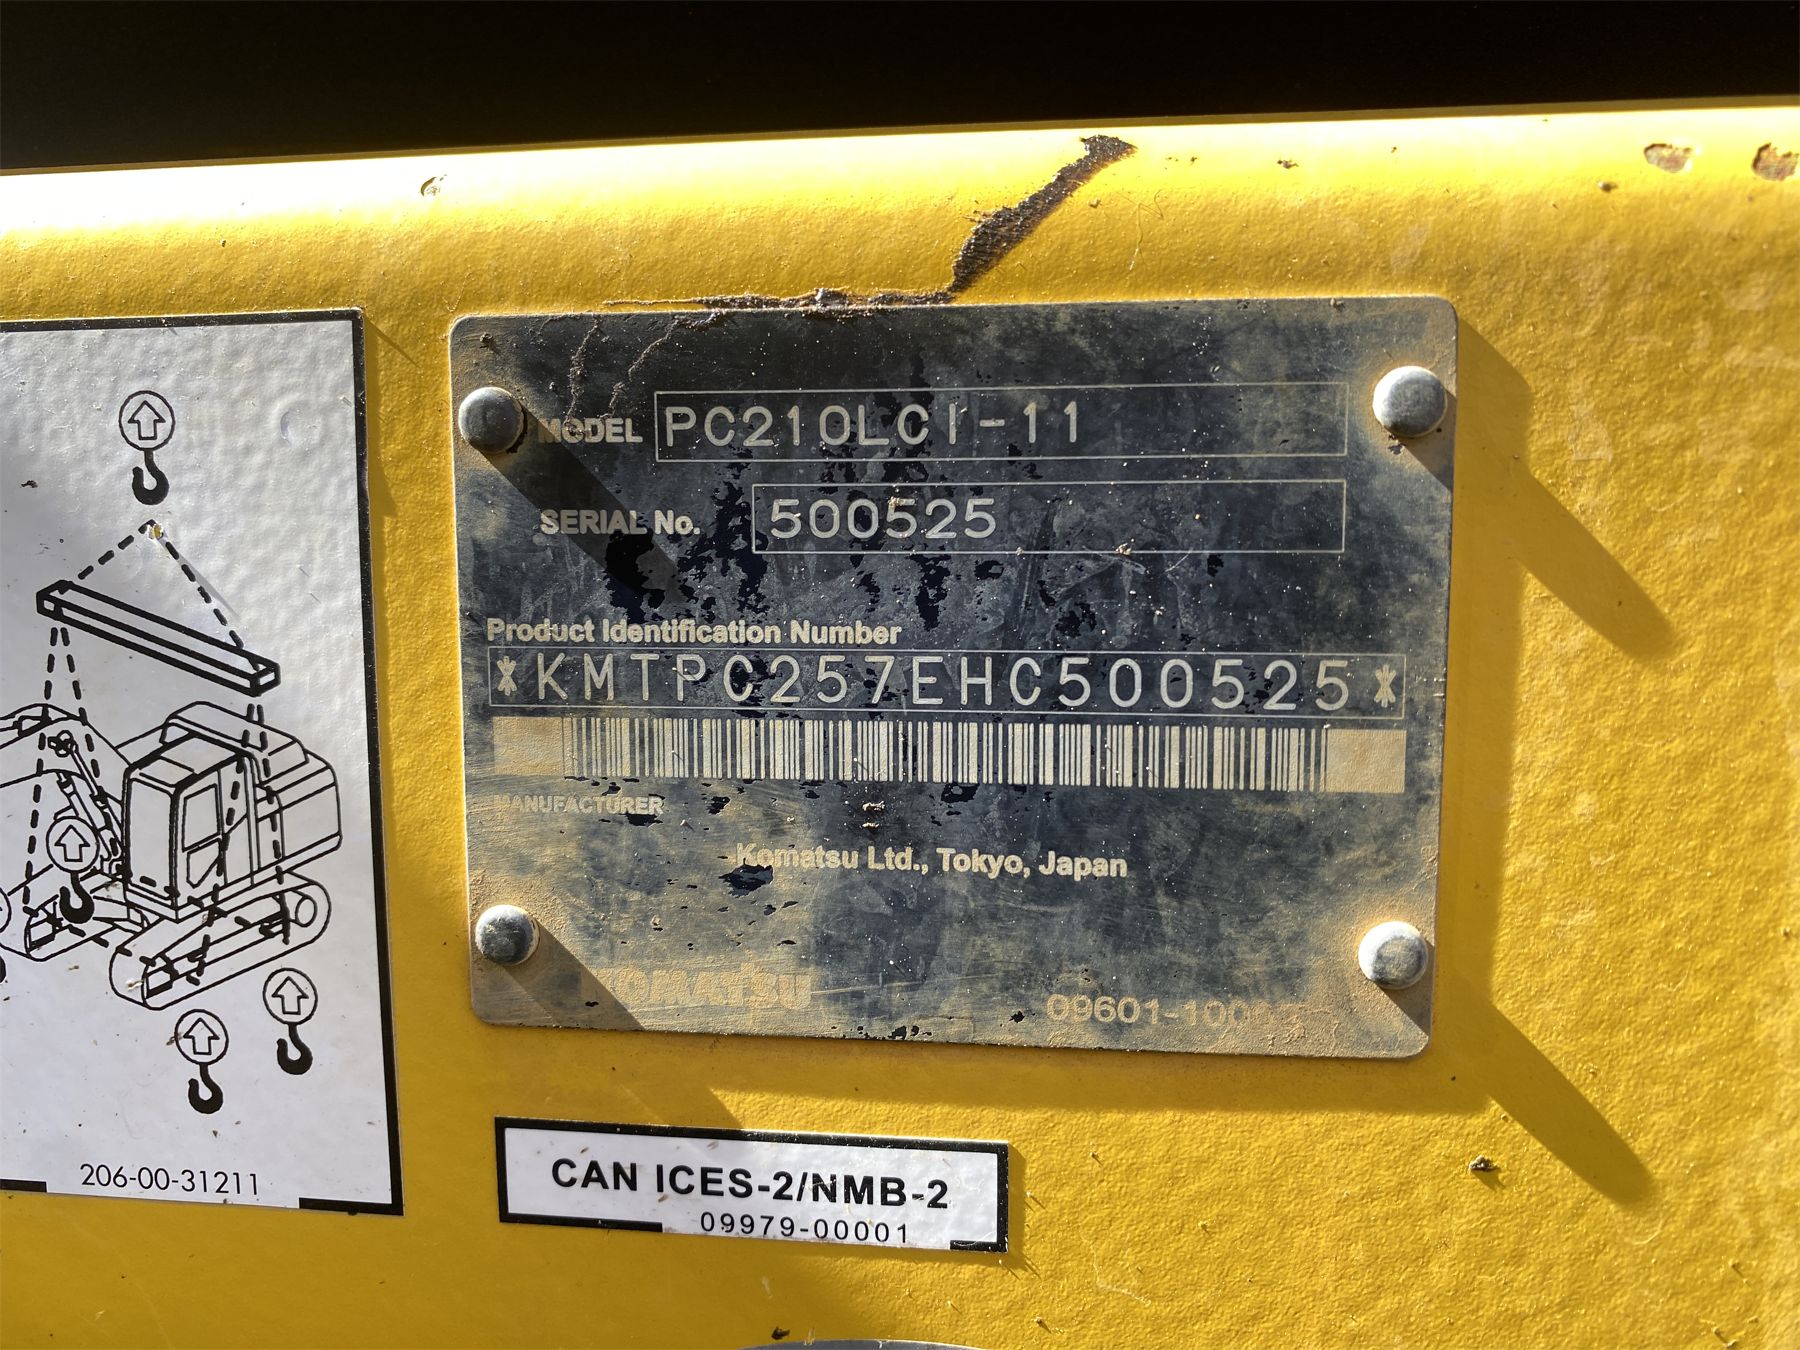 MODEL PC210LCI-11
SERIAL No. 500525
Product Identification Number
*KMTPC257EHC500525*
MANUFACTURER
Komatsu Ltd., Tokyo, Japan
KOMATSU
206-00-31211
CAN ICES-2/NMB-2
09979-00001